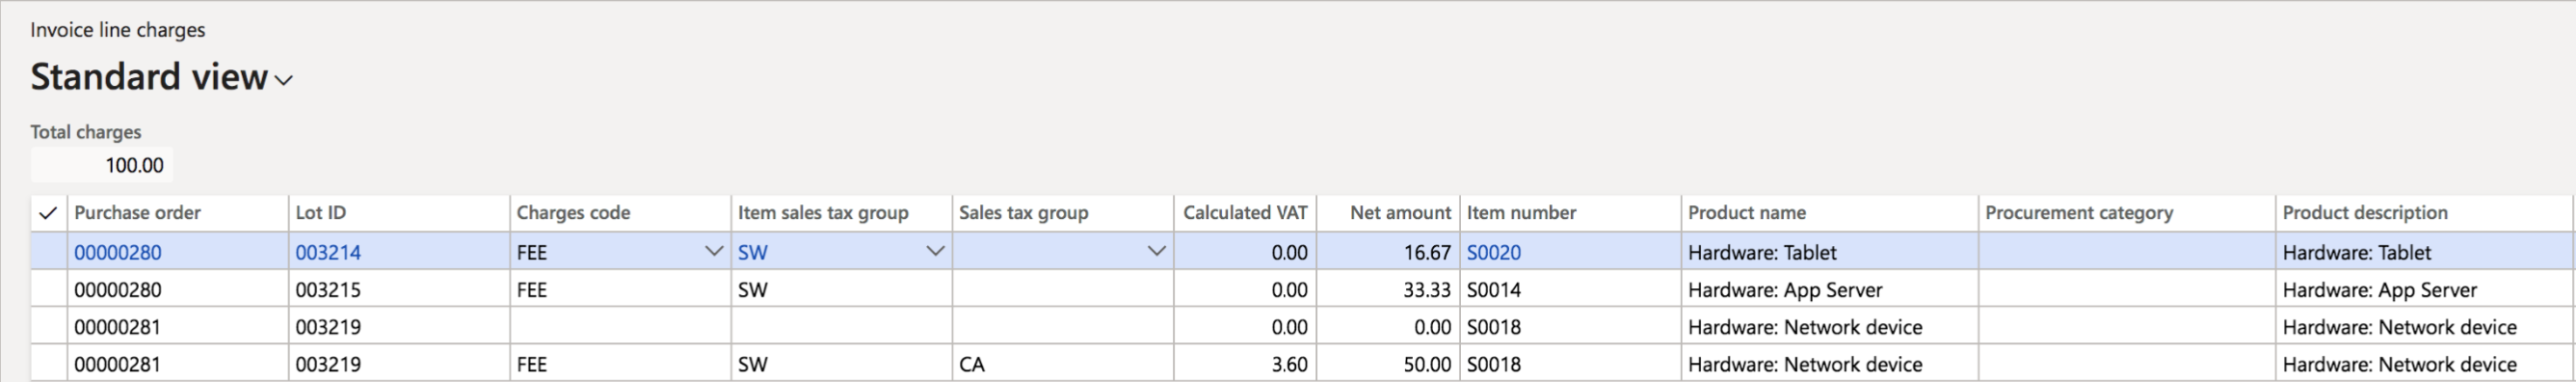 Invoice line charges
Standard view
Total charges
100.00
Purchase order Lot ID Charges code Item sales tax group Sales tax group Calculated VAT Net amount Item number Product name Procurement category Product description
00000280 003214 FEE SW 0.00 16.67 S0020 Hardware: Tablet Hardware: Tablet
00000280 003215 FEE SW 0.00 33.33 S0014 Hardware: App Server Hardware: App Server
00000281 003219 0.00 0.00 S0018 Hardware: Network device Hardware: Network device
00000281 003219 FEE SW CA 3.60 50.00 S0018 Hardware: Network device Hardware: Network device